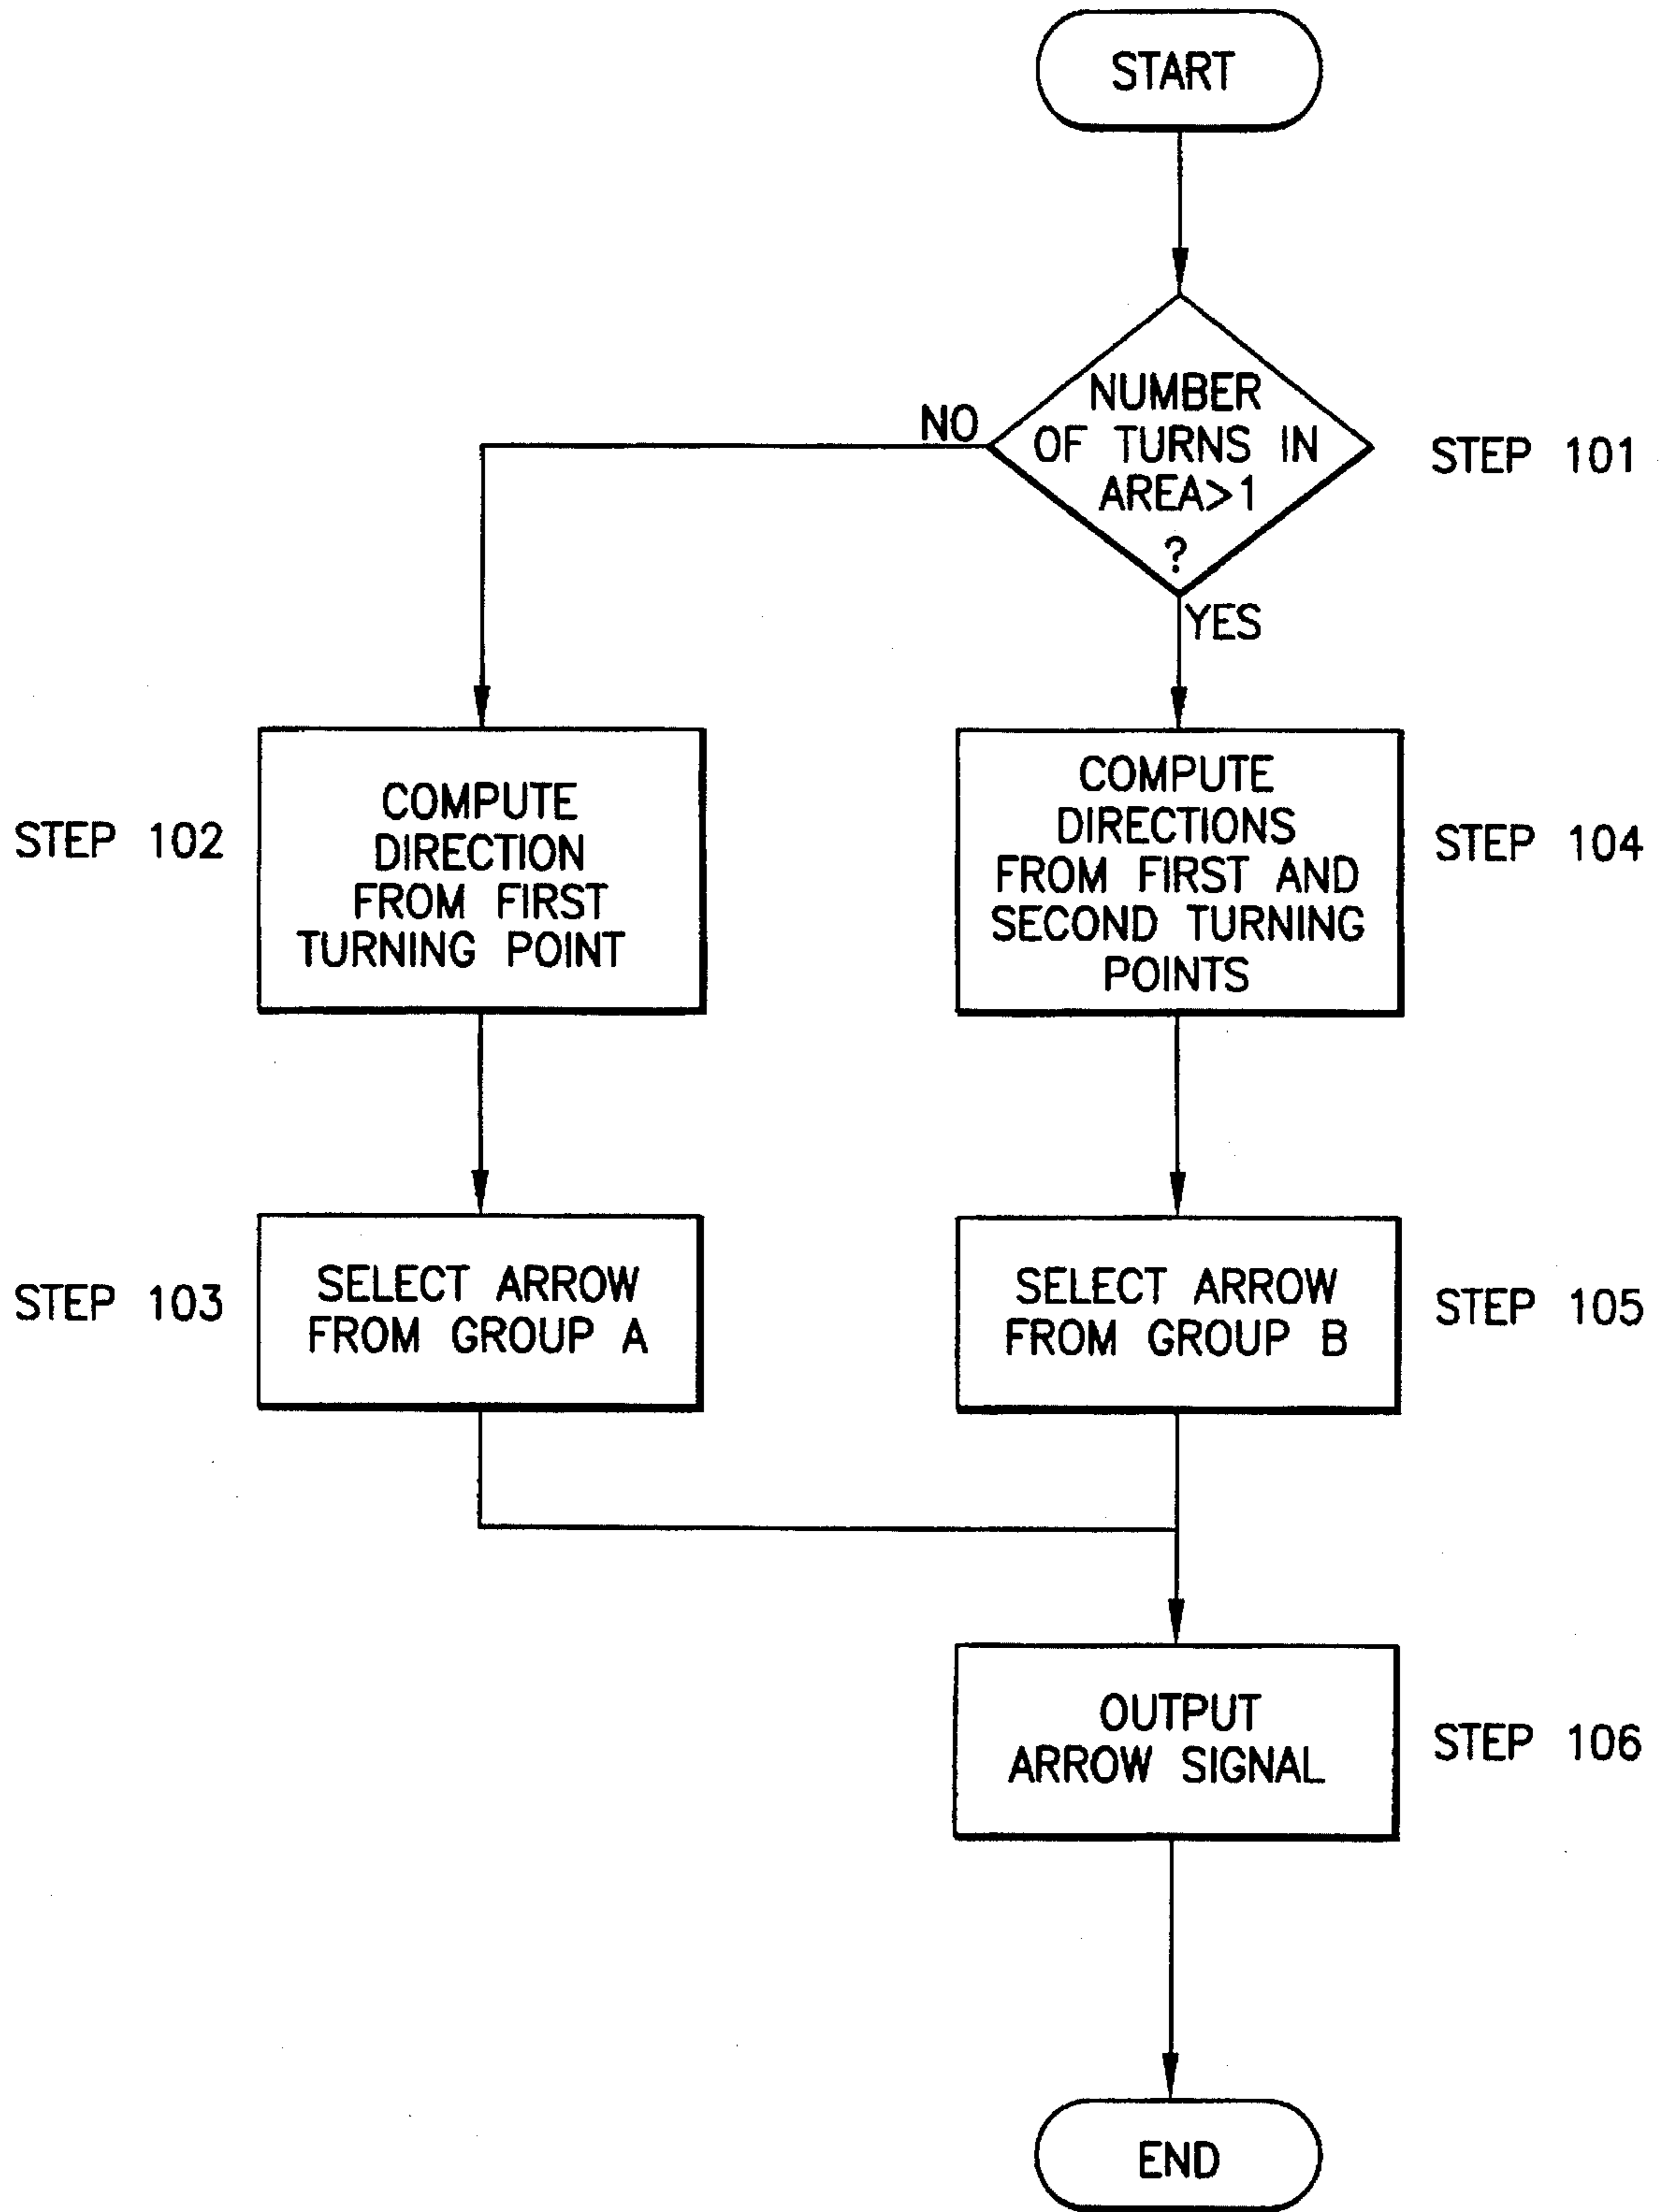 START
NUMBER
OF TURNS IN
AREA>1
?
STEP 101
NO
YES
COMPUTE
DIRECTION
FROM FIRST
TURNING POINT
STEP 102
COMPUTE
DIRECTIONS
FROM FIRST AND
SECOND TURNING
POINTS
STEP 104
SELECT ARROW
FROM GROUP A
STEP 103
SELECT ARROW
FROM GROUP B
STEP 105
OUTPUT
ARROW SIGNAL
STEP 106
END